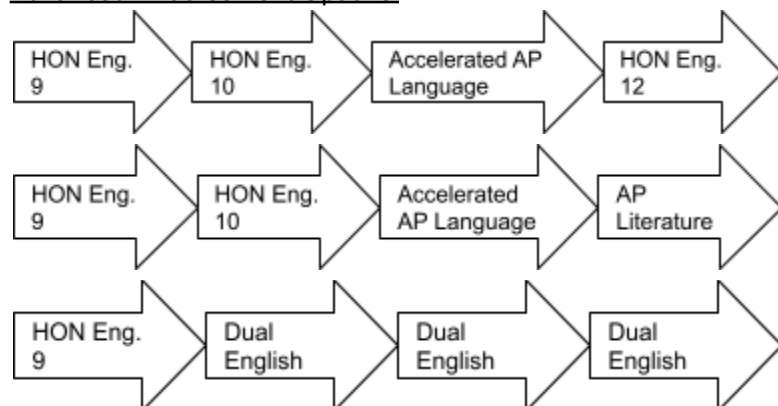 HON Eng.
9
HON Eng.
10
Accelerated AP
Language
HON Eng.
12
HON Eng.
9
HON Eng.
10
Accelerated
AP Language
AP
Literature
HON Eng.
9
Dual
English
Dual
English
Dual
English